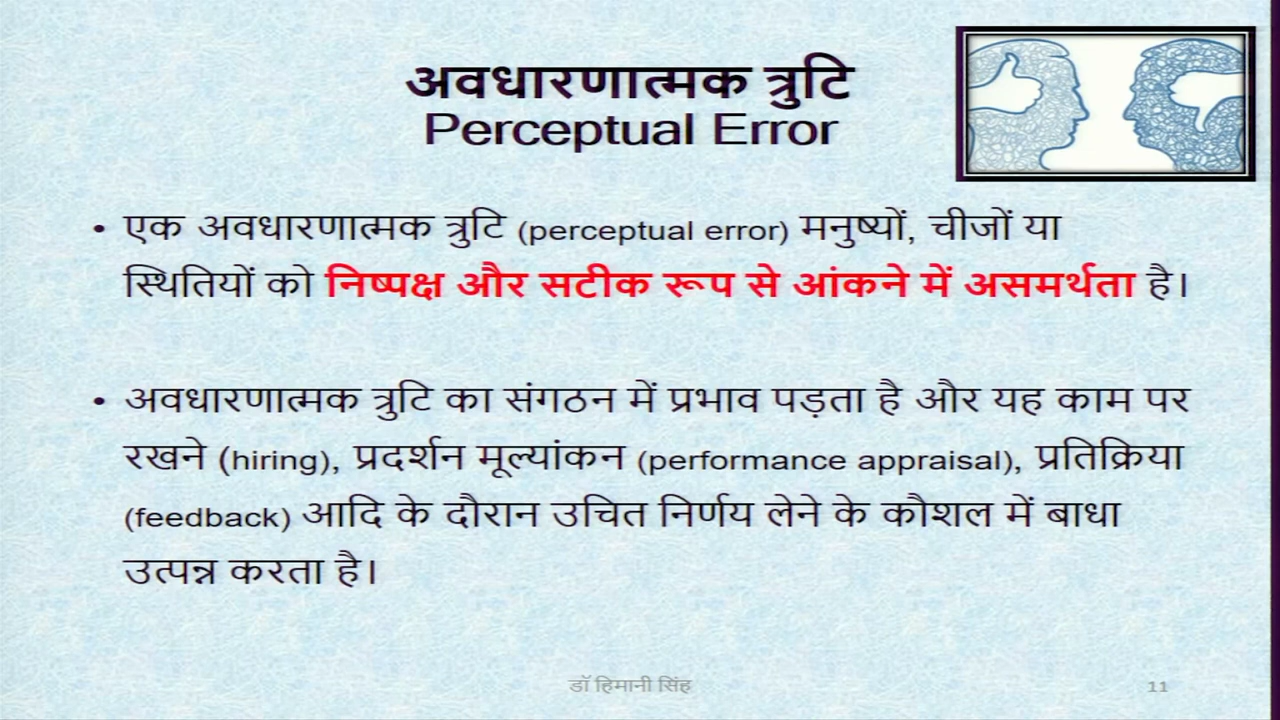 अवधारणात्मक त्रुटि
Perceptual Error
• एक अवधारणात्मक त्रुटि (perceptual error) मनुष्यों, चीजों या
स्थितियों को निष्पक्ष और सटीक रूप से आंकने में असमर्थता है।
• अवधारणात्मक त्रुटि का संगठन में प्रभाव पड़ता है और यह काम पर
रखने (hiring), प्रदर्शन मूल्यांकन (performance appraisal), प्रतिक्रिया
(feedback) आदि के दौरान उचित निर्णय लेने के कौशल में बाधा
उत्पन्न करता है।
डॉ हिमानी सिंह
11